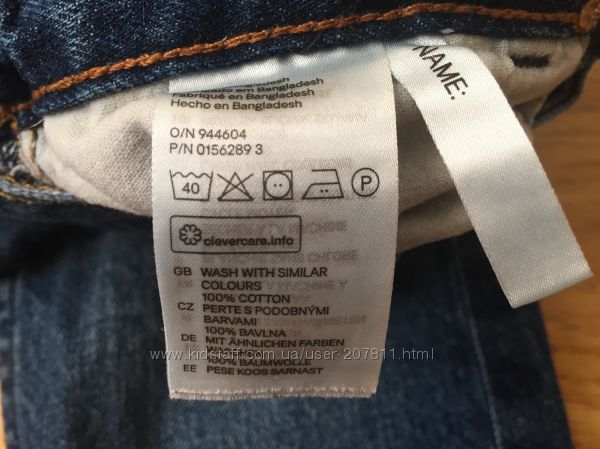 Fabriqué en Bangladesh
Hecho en Bangladesh
O/N 944604
P/N 0156289 3
40
P
clevercare.info
GB WASH WITH SIMILAR
COLOURS
100% COTTON
CZ PERTE S PODOBNÝMI
BARVAMI
100% BAVLNA
DE MIT ÄHNLICHEN FARBEN
100% BAUMWOLLE
EE PESE KOOS SARNAST
NAME:
www.kidstaff.com.ua/user-207811.html